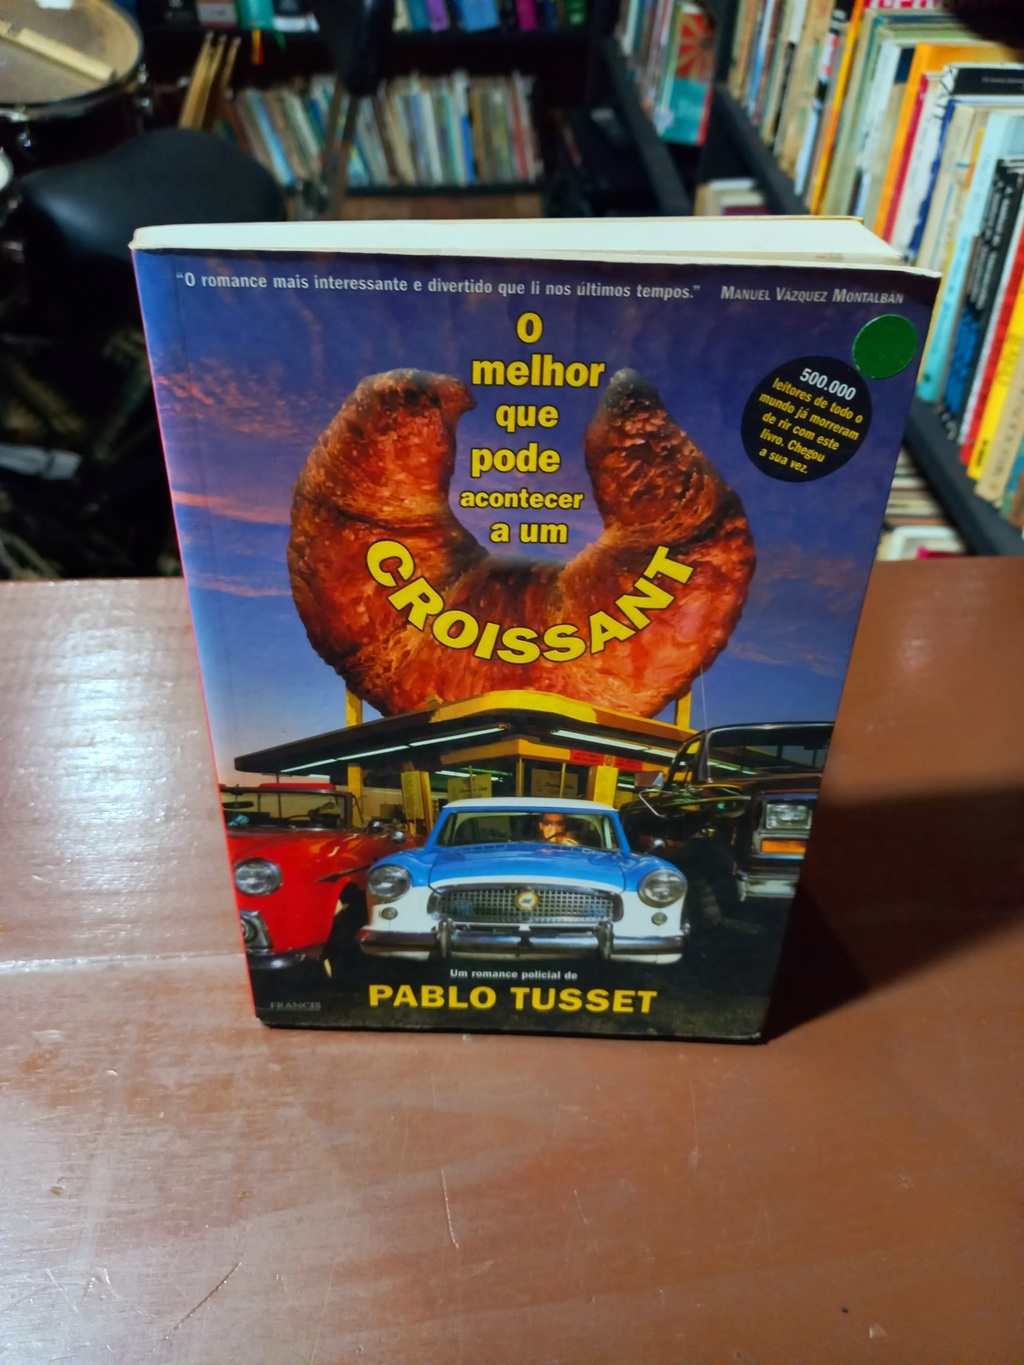 “O romance mais interessante e divertido que li nos últimos tempos.” MANUEL VÁZQUEZ MONTALBÁN
O
melhor
que
pode
acontecer
a um
CROISSANT
500.000
leitores de todo o
mundo já morreram
de rir com este
livro. Chegou
a sua vez.
Um romance policial de
PABLO TUSSET
FRANCIS